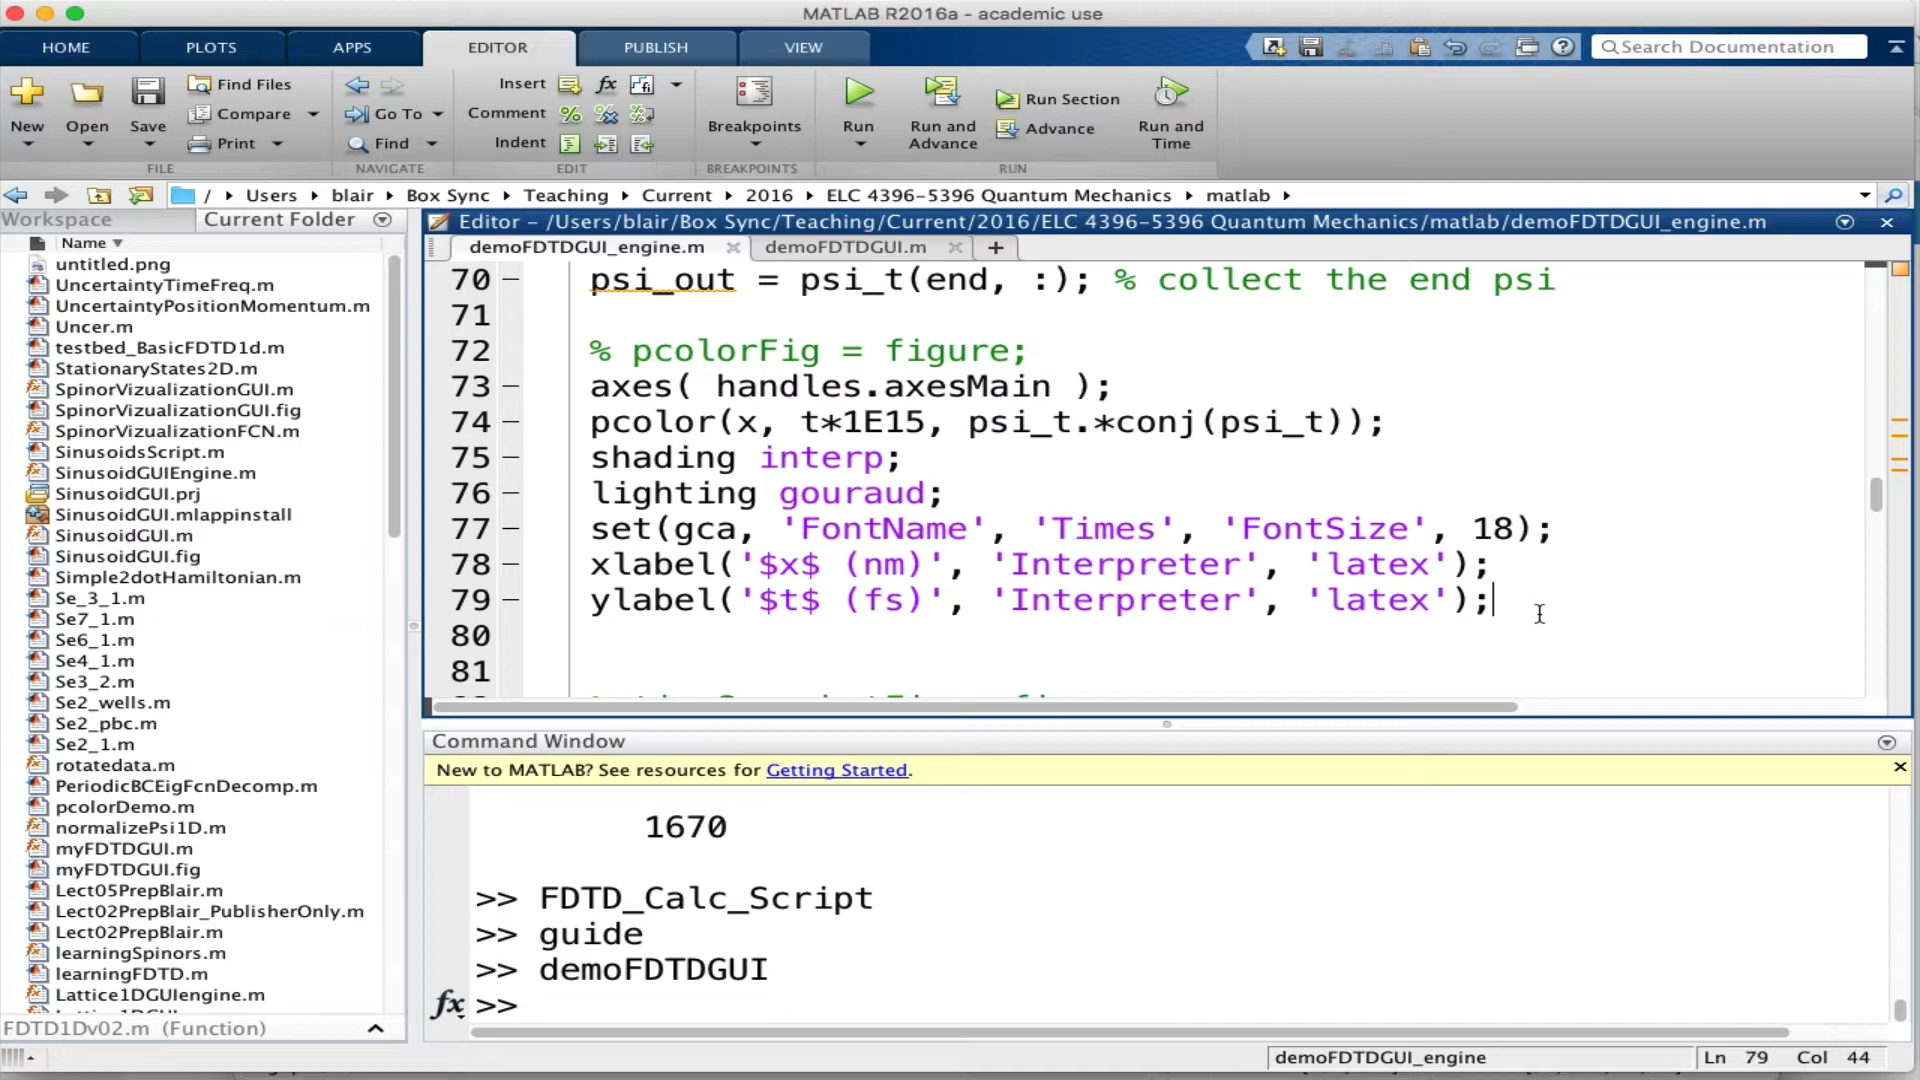 MATLAB R2016a - academic use
HOME PLOTS APPS EDITOR PUBLISH VIEW Search Documentation
New Open Save Find Files Compare Print Go To Find Insert fx Comment Indent Breakpoints Run Run and Advance Run Section Advance Run and Time
FILE NAVIGATE EDIT BREAKPOINTS RUN
/ Users blair Box Sync Teaching Current 2016 ELC 4396-5396 Quantum Mechanics matlab
Workspace Current Folder
Name
untitled.png
UncertaintyTimeFreq.m
UncertaintyPositionMomentum.m
Uncer.m
testbed_BasicFDTD1d.m
StationaryStates2D.m
SpinorVizualizationGUI.m
SpinorVizualizationGUI.fig
SpinorVizualizationFCN.m
SinusoidsScript.m
SinusoidGUIEngine.m
SinusoidGUI.prj
SinusoidGUI.mlappinstall
SinusoidGUI.m
SinusoidGUI.fig
Simple2dotHamiltonian.m
Se_3_1.m
Se7_1.m
Se6_1.m
Se4_1.m
Se3_2.m
Se2_wells.m
Se2_pbc.m
Se2_1.m
rotatedata.m
PeriodicBCEigFcnDecomp.m
pcolorDemo.m
normalizePsi1D.m
myFDTDGUI.m
myFDTDGUI.fig
Lect05PrepBlair.m
Lect02PrepBlair_PublisherOnly.m
Lect02PrepBlair.m
learningSpinors.m
learningFDTD.m
Lattice1DGUIengine.m
FDTD1Dv02.m (Function)
Editor - /Users/blair/Box Sync/Teaching/Current/2016/ELC 4396-5396 Quantum Mechanics/matlab/demoFDTDGUI_engine.m
demoFDTDGUI_engine.m demoFDTDGUI.m +
70 psi_out = psi_t(end, :); % collect the end psi
71
72 % pcolorFig = figure;
73 axes( handles.axesMain );
74 pcolor(x, t*1E15, psi_t.*conj(psi_t));
75 shading interp;
76 lighting gouraud;
77 set(gca, 'FontName', 'Times', 'FontSize', 18);
78 xlabel('$x$ (nm)', 'Interpreter', 'latex');
79 ylabel('$t$ (fs)', 'Interpreter', 'latex');
80
81
Command Window
New to MATLAB? See resources for Getting Started.
1670
>> FDTD_Calc_Script
>> guide
>> demoFDTDGUI
fx >>
demoFDTDGUI_engine Ln 79 Col 44